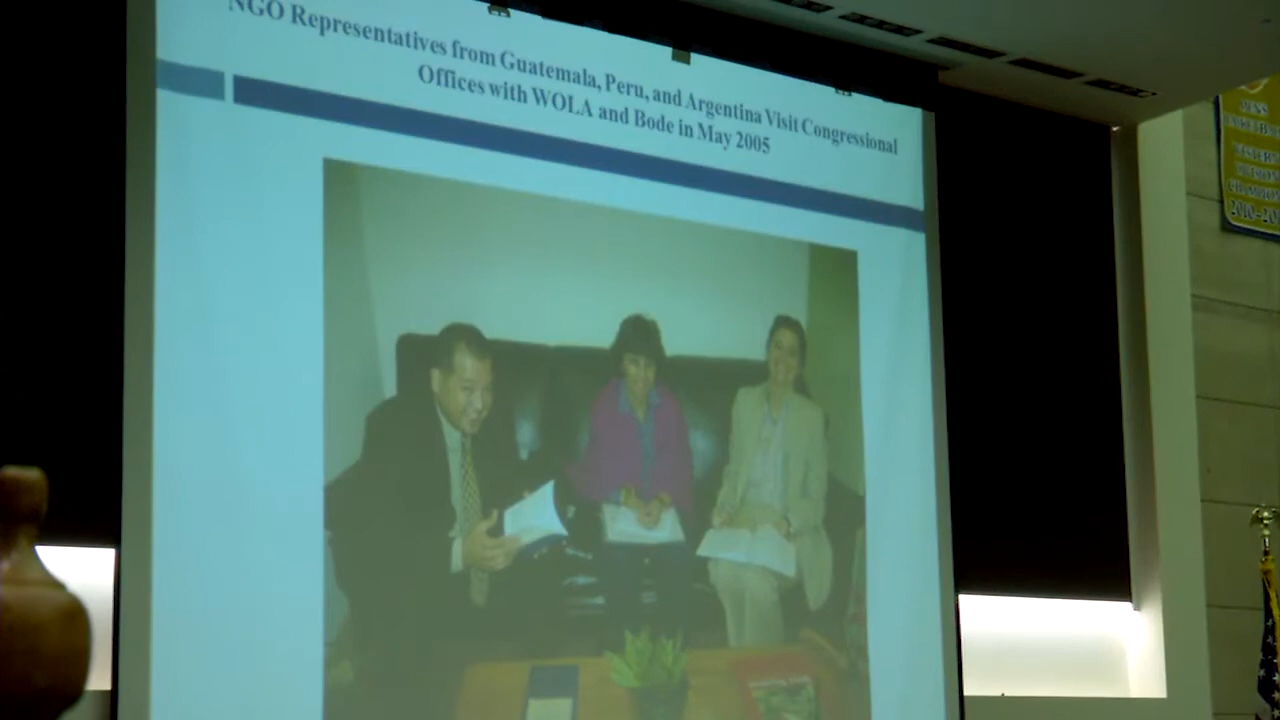 NGO Representatives from Guatemala, Peru, and Argentina Visit Congressional
Offices with WOLA and Bode in May 2005